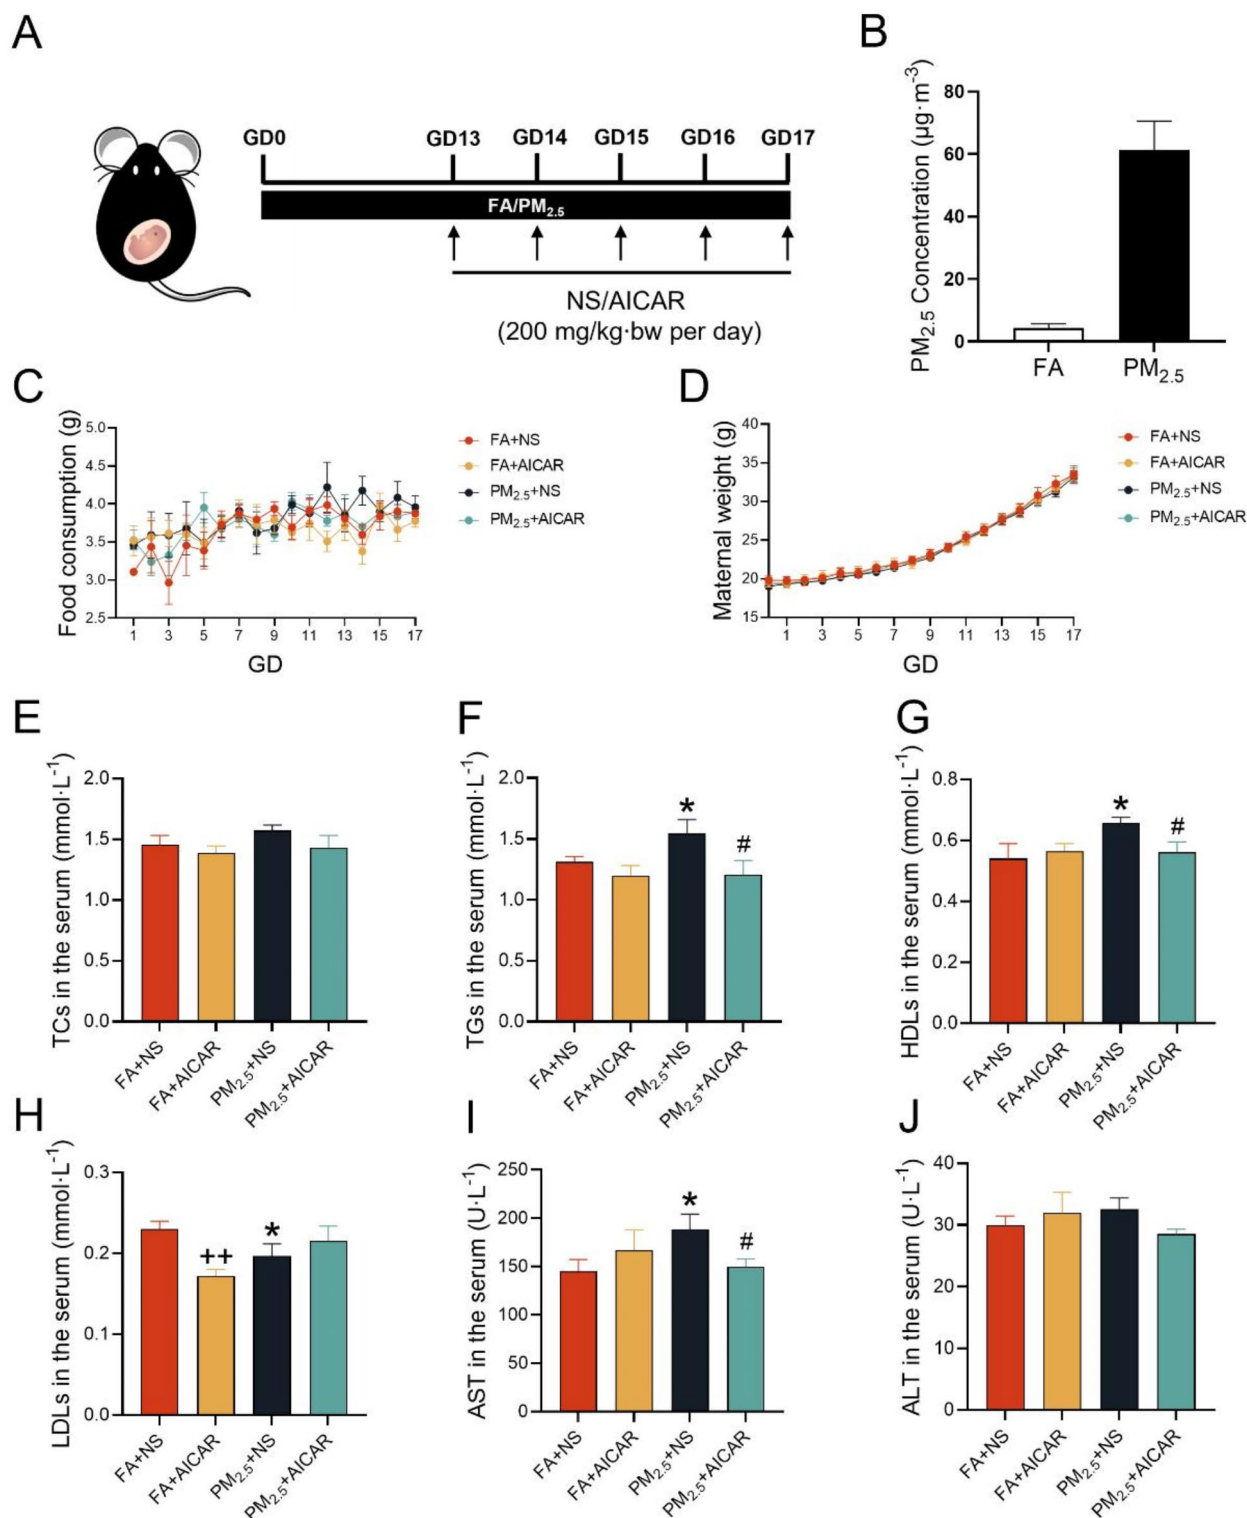 A
GD0 GD13 GD14 GD15 GD16 GD17
FA/PM2.5
NS/AICAR
(200 mg/kg·bw per day)
B
PM2.5 Concentration (μg·m-3)
80
60
40
20
0
FA PM2.5
C
Food consumption (g)
5.0
4.5
4.0
3.5
3.0
2.5
1 3 5 7 9 11 13 15 17
GD
FA+NS
FA+AICAR
PM2.5+NS
PM2.5+AICAR
D
Maternal weight (g)
40
35
30
25
20
15
1 3 5 7 9 11 13 15 17
GD
FA+NS
FA+AICAR
PM2.5+NS
PM2.5+AICAR
E
TCs in the serum (mmol·L-1)
2.0
1.5
1.0
0.5
0.0
FA+NS
FA+AICAR
PM2.5+NS
PM2.5+AICAR
F
TGs in the serum (mmol·L-1)
2.0
1.5
1.0
0.5
0.0
*
#
FA+NS
FA+AICAR
PM2.5+NS
PM2.5+AICAR
G
HDLs in the serum (mmol·L-1)
0.8
0.6
0.4
0.2
0.0
*
#
FA+NS
FA+AICAR
PM2.5+NS
PM2.5+AICAR
H
LDLs in the serum (mmol·L-1)
0.3
0.2
0.1
0.0
++
*
FA+NS
FA+AICAR
PM2.5+NS
PM2.5+AICAR
I
AST in the serum (U·L-1)
250
200
150
100
50
0
*
#
FA+NS
FA+AICAR
PM2.5+NS
PM2.5+AICAR
J
ALT in the serum (U·L-1)
40
30
20
10
0
FA+NS
FA+AICAR
PM2.5+NS
PM2.5+AICAR